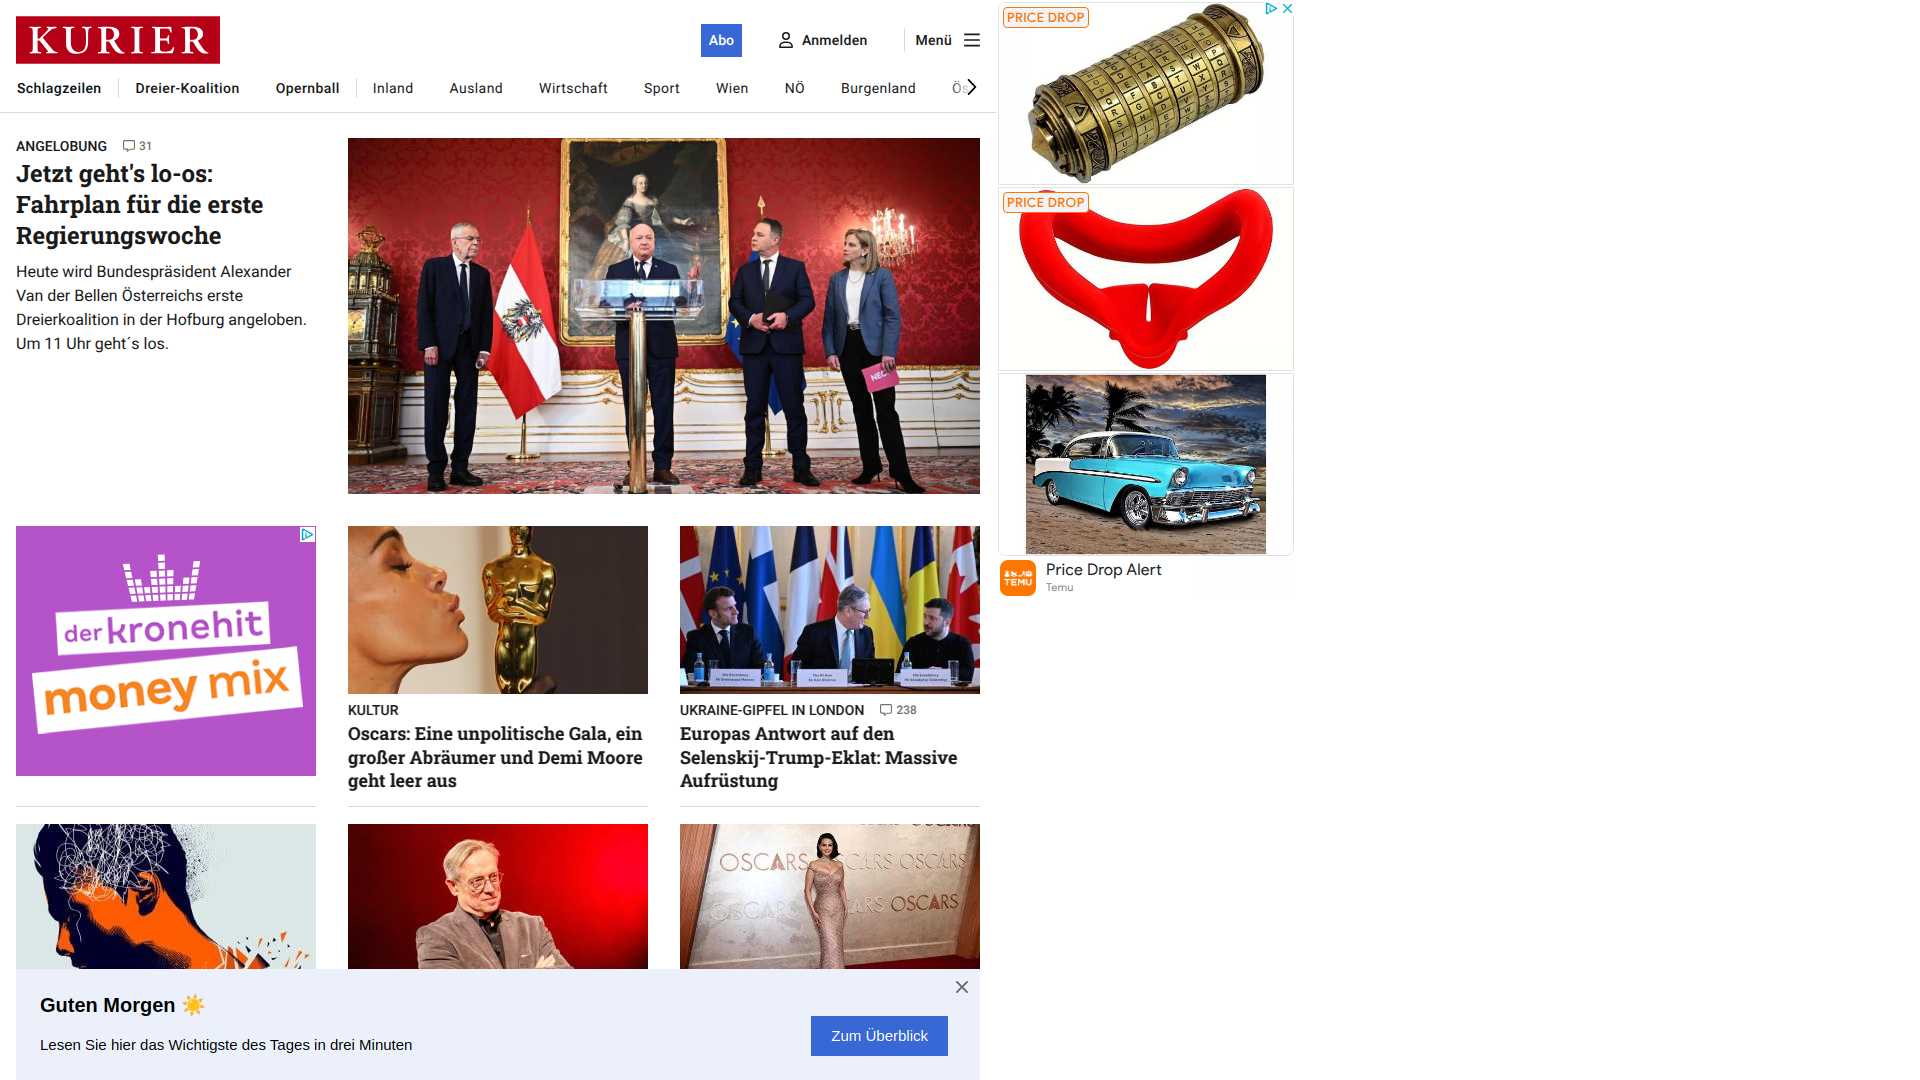 KURIER
Abo
Anmelden
Menü
Schlagzeilen
Dreier-Koalition
Opernball
Inland
Ausland
Wirtschaft
Sport
Wien
NÖ
Burgenland
ANGELOBUNG
31
Jetzt geht's lo-os:
Fahrplan für die erste
Regierungswoche
Heute wird Bundespräsident Alexander
Van der Bellen Österreichs erste
Dreierkoalition in der Hofburg angeloben.
Um 11 Uhr geht´s los.
der kronehit
money mix
KULTUR
Oscars: Eine unpolitische Gala, ein
großer Abräumer und Demi Moore
geht leer aus
UKRAINE-GIPFEL IN LONDON
238
Europas Antwort auf den
Selenskij-Trump-Eklat: Massive
Aufrüstung
OSCARS
OSCARS
OSCARS
Guten Morgen ☀️
Lesen Sie hier das Wichtigste des Tages in drei Minuten
Zum Überblick
PRICE DROP
PRICE DROP
TEMU
Price Drop Alert
Temu